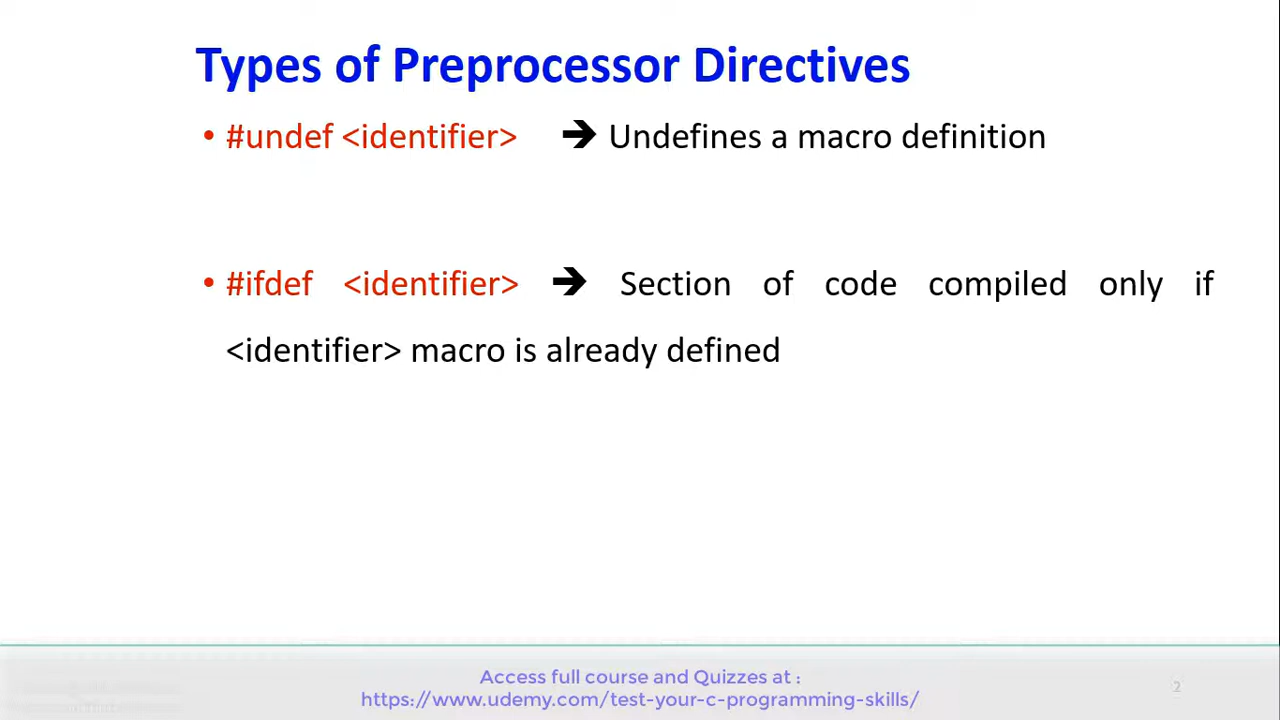 Types of Preprocessor Directives
• #undef <identifier> ➔ Undefines a macro definition
• #ifdef <identifier> ➔ Section of code compiled only if
<identifier> macro is already defined
Access full course and Quizzes at :
https://www.udemy.com/test-your-c-programming-skills/
2